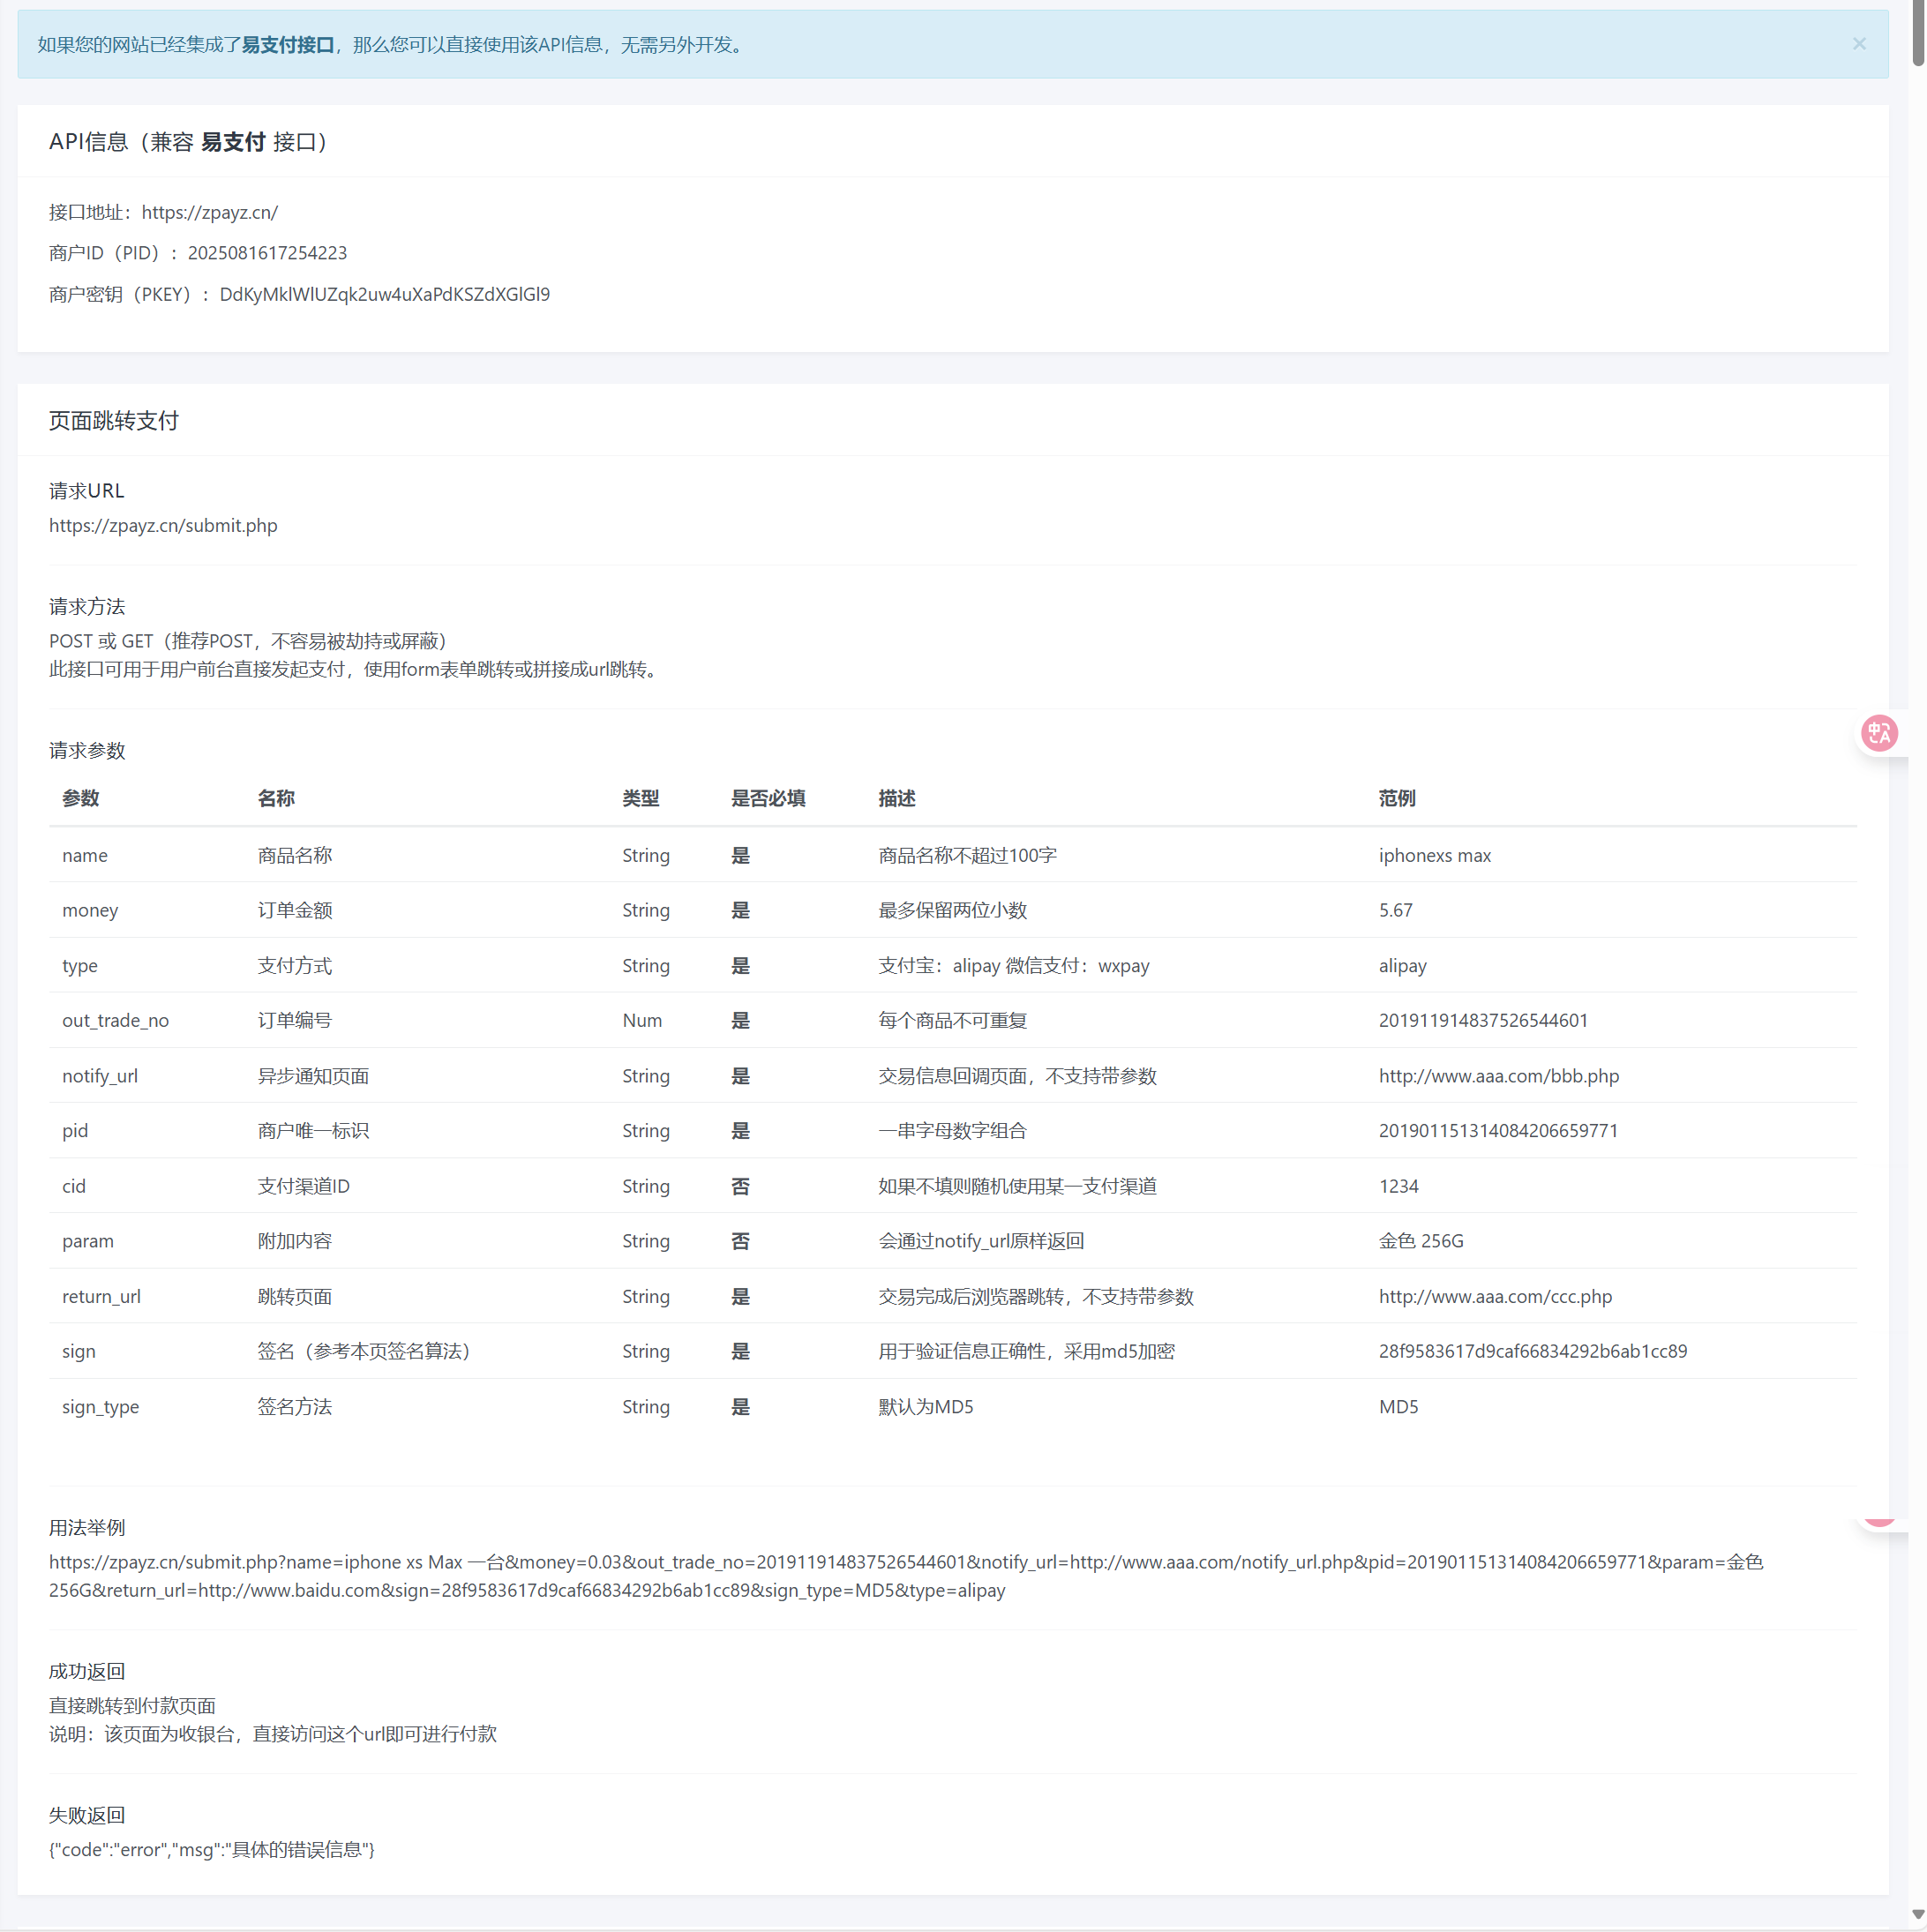 如果您的网站已经集成了易支付接口，那么您可以直接使用该API信息，无需另外开发。 ×
API信息（兼容 易支付 接口）
接口地址：https://zpayz.cn/
商户ID（PID）：2025081617254223
商户密钥（PKEY）：DdKyMklWlUZqk2uw4uXaPdKSZdXGlGl9
页面跳转支付
请求URL
https://zpayz.cn/submit.php
请求方法
POST 或 GET（推荐POST，不容易被劫持或屏蔽）
此接口可用于用户前台直接发起支付，使用form表单跳转或拼接成url跳转。
请求参数
参数 名称 类型 是否必填 描述 范例
name 商品名称 String 是 商品名称不超过100字 iphonexs max
money 订单金额 String 是 最多保留两位小数 5.67
type 支付方式 String 是 支付宝：alipay 微信支付：wxpay alipay
out_trade_no 订单编号 Num 是 每个商品不可重复 201911914837526544601
notify_url 异步通知页面 String 是 交易信息回调页面，不支持带参数 http://www.aaa.com/bbb.php
pid 商户唯一标识 String 是 一串字母数字组合 201901151314084206659771
cid 支付渠道ID String 否 如果不填则随机使用某一支付渠道 1234
param 附加内容 String 否 会通过notify_url原样返回 金色 256G
return_url 跳转页面 String 是 交易完成后浏览器跳转，不支持带参数 http://www.aaa.com/ccc.php
sign 签名（参考本页签名算法） String 是 用于验证信息正确性，采用md5加密 28f9583617d9caf66834292b6ab1cc89
sign_type 签名方法 String 是 默认为MD5 MD5
用法举例
https://zpayz.cn/submit.php?name=iphone xs Max 一台&money=0.03&out_trade_no=201911914837526544601&notify_url=http://www.aaa.com/notify_url.php&pid=201901151314084206659771&param=金色
256G&return_url=http://www.baidu.com&sign=28f9583617d9caf66834292b6ab1cc89&sign_type=MD5&type=alipay
成功返回
直接跳转到付款页面
说明：该页面为收银台，直接访问这个url即可进行付款
失败返回
{"code":"error","msg":"具体的错误信息"}